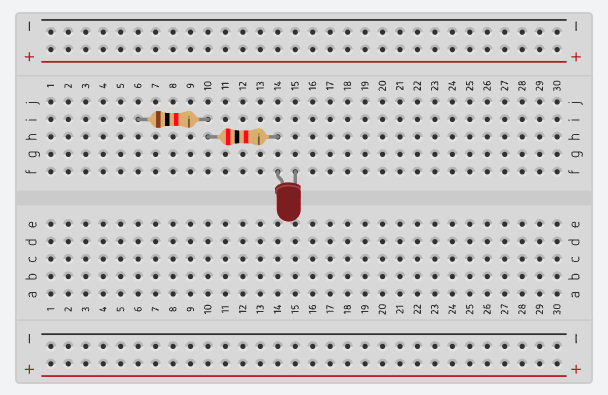 – –
+ +
1 2 3 4 5 6 7 8 9 10 11 12 13 14 15 16 17 18 19 20 21 22 23 24 25 26 27 28 29 30
j j
i i
h h
g g
f f
e e
d d
c c
b b
a a
1 2 3 4 5 6 7 8 9 10 11 12 13 14 15 16 17 18 19 20 21 22 23 24 25 26 27 28 29 30
– –
+ +